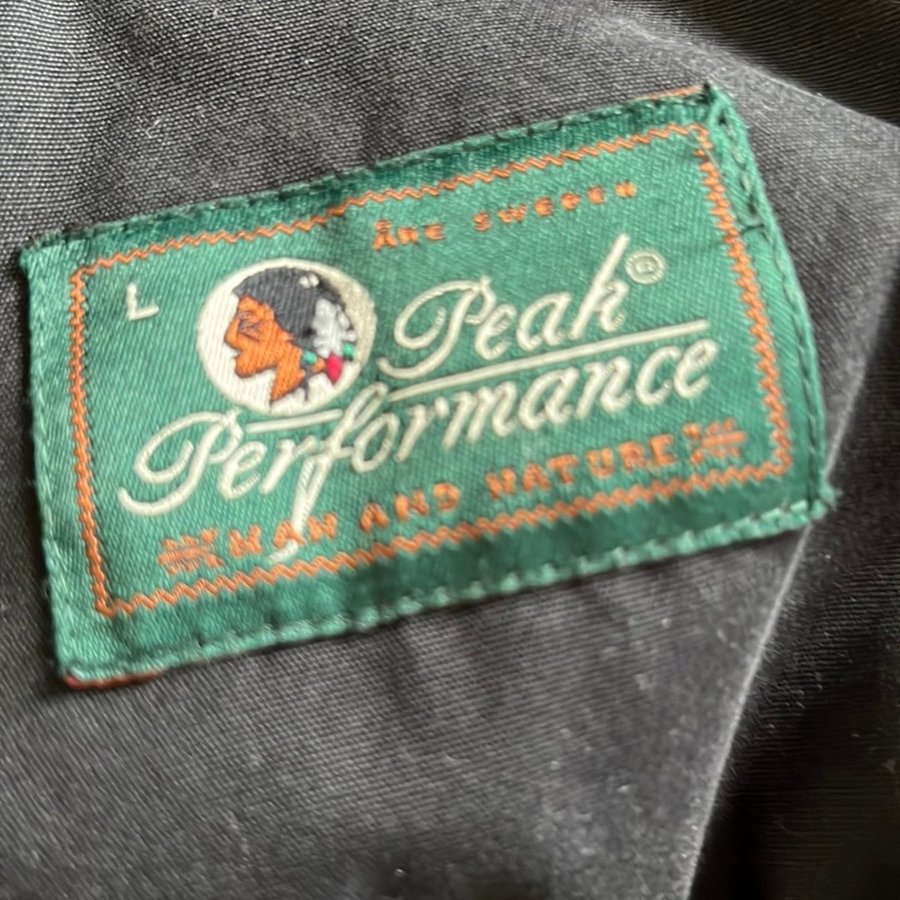 ÅRE SWEDEN
L
Peak®
Performance
MAN AND NATURE